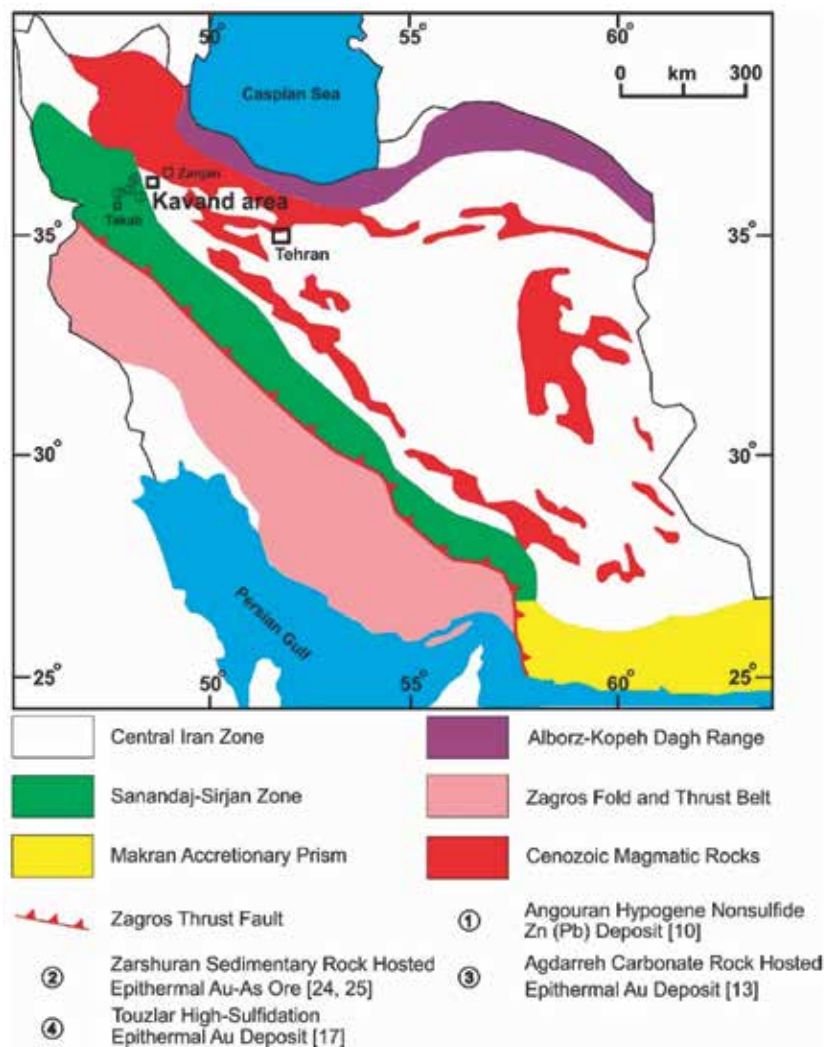 50° 55° 60°
0 km 300
Caspian Sea
Zanjan
Kavand area
Takab
35° 35°
Tehran
30° 30°
Persian Gulf
25° 25°
50° 55° 60°
Central Iran Zone
Alborz-Kopeh Dagh Range
Sanandaj-Sirjan Zone
Zagros Fold and Thrust Belt
Makran Accretionary Prism
Cenozoic Magmatic Rocks
Zagros Thrust Fault
① Angouran Hypogene Nonsulfide
Zn (Pb) Deposit [10]
② Zarshuran Sedimentary Rock Hosted
Epithermal Au-As Ore [24, 25]
③ Agdarreh Carbonate Rock Hosted
Epithermal Au Deposit [13]
④ Touzlar High-Sulfidation
Epithermal Au Deposit [17]